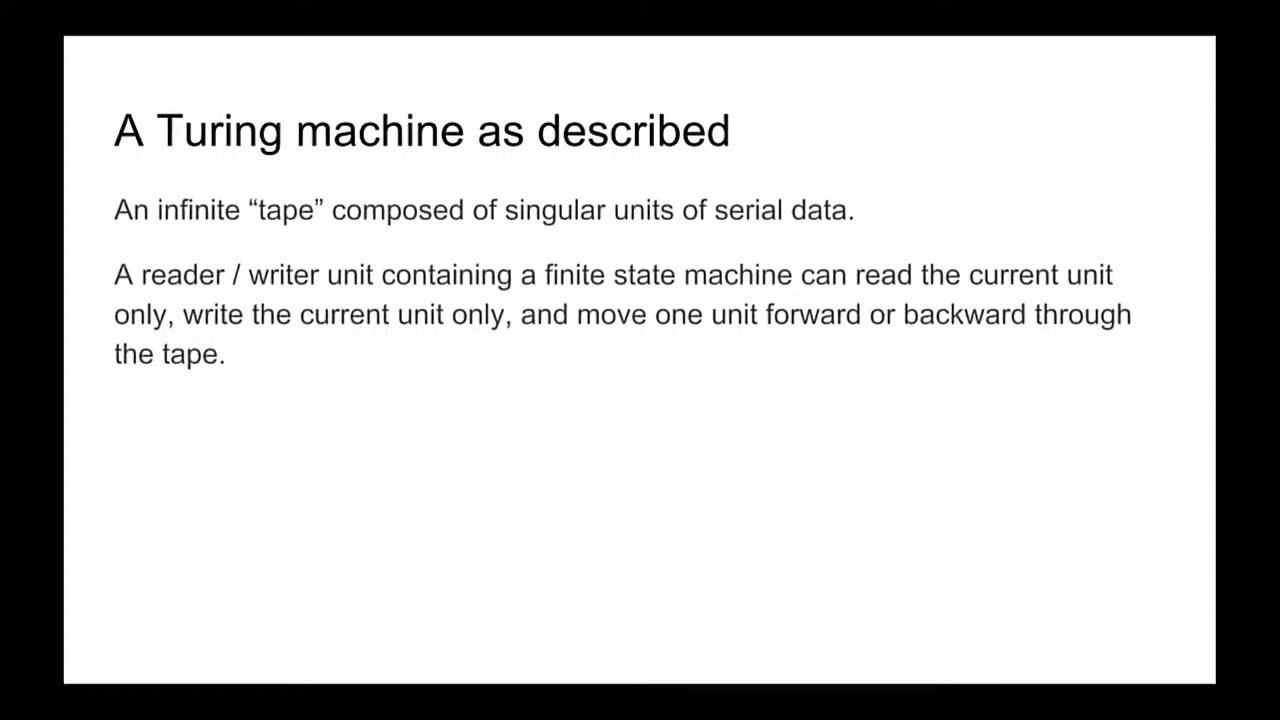 A Turing machine as described
An infinite “tape” composed of singular units of serial data.
A reader / writer unit containing a finite state machine can read the current unit
only, write the current unit only, and move one unit forward or backward through
the tape.